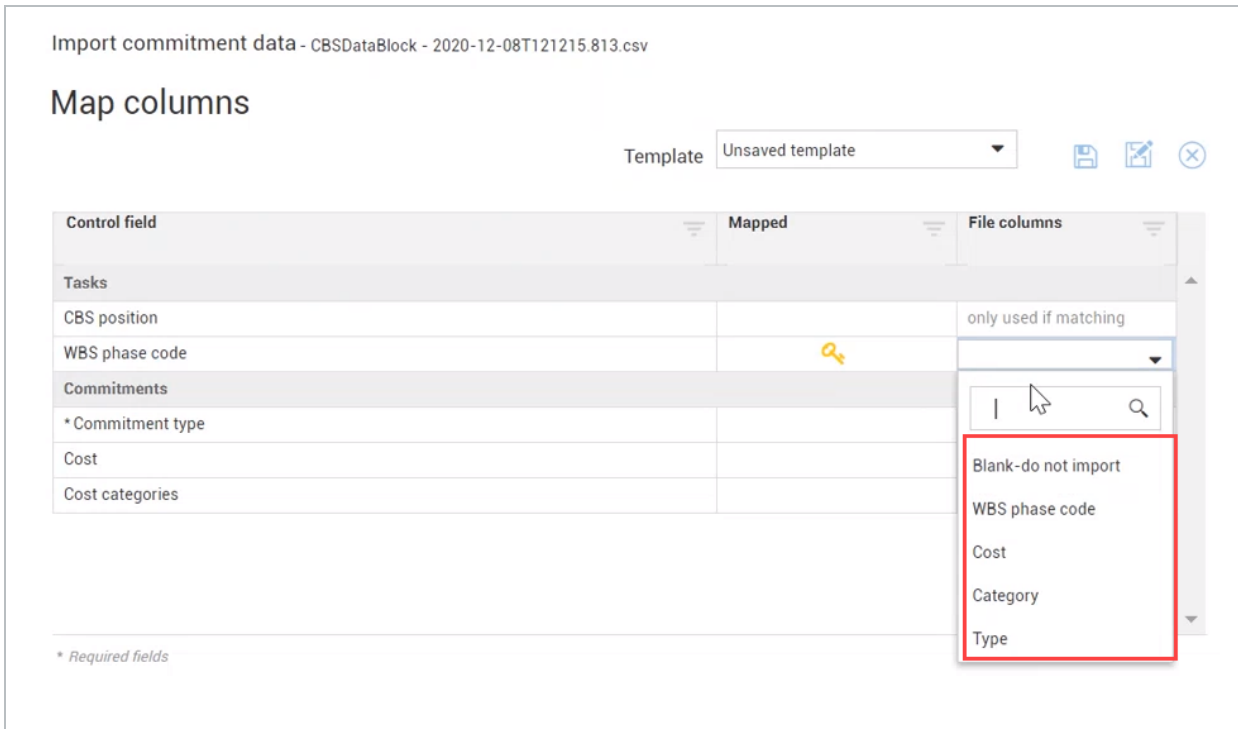 Import commitment data - CBSDataBlock - 2020-12-08T121215.813.csv
Map columns
Template Unsaved template
Control field Mapped File columns
Tasks
CBS position only used if matching
WBS phase code
Commitments
* Commitment type
Cost
Cost categories
Blank-do not import
WBS phase code
Cost
Category
Type
* Required fields